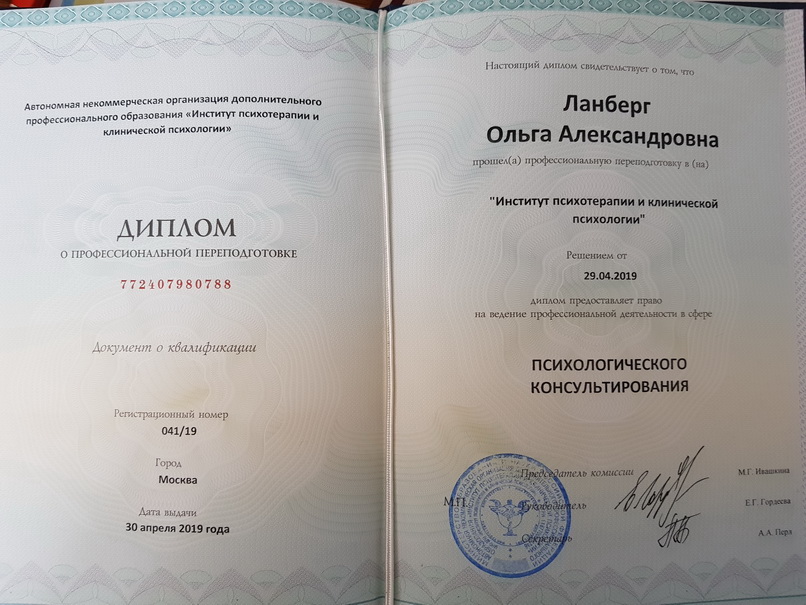 Автономная некоммерческая организация дополнительного
профессионального образования «Институт психотерапии и
клинической психологии»
ДИПЛОМ
О ПРОФЕССИОНАЛЬНОЙ ПЕРЕПОДГОТОВКЕ
772407980788
Документ о квалификации
Регистрационный номер
041/19
Город
Москва
Дата выдачи
30 апреля 2019 года
Настоящий диплом свидетельствует о том, что
Ланберг
Ольга Александровна
прошел(а) профессиональную переподготовку в (на)
"Институт психотерапии и клинической
психологии"
Решением от
29.04.2019
диплом предоставляет право
на ведение профессиональной деятельности в сфере
ПСИХОЛОГИЧЕСКОГО
КОНСУЛЬТИРОВАНИЯ
Председатель комиссии М.Г. Ивашкина
М.П. Руководитель Е.Г. Гордеева
Секретарь А.А. Перл